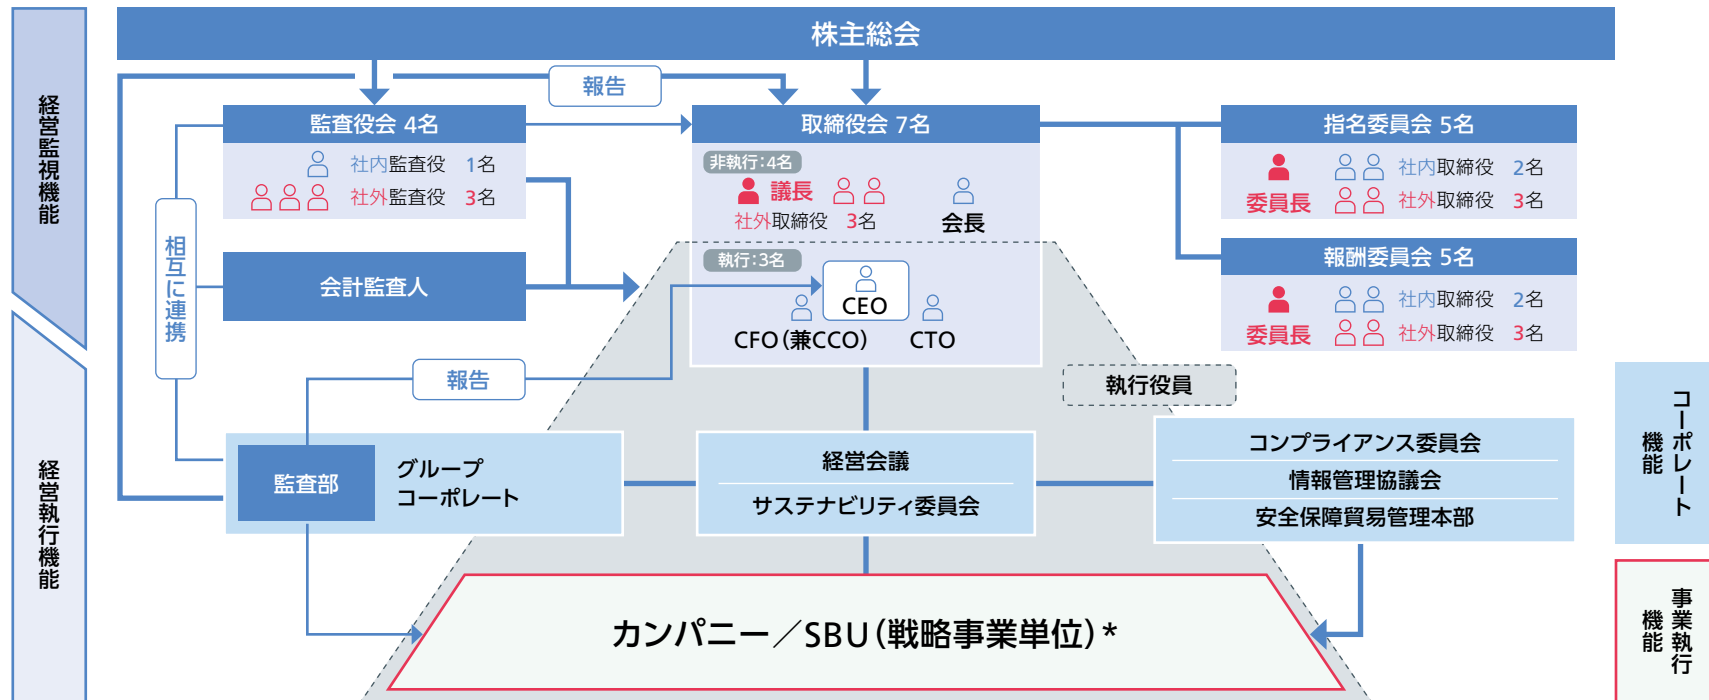 株主総会
経営監視機能
報告
監査役会 4名
社内監査役 1名
社外監査役 3名
取締役会 7名
非執行：4名
議長
社外取締役 3名
会長
執行：3名
CEO
CFO（兼CCO）
CTO
指名委員会 5名
委員長
社内取締役 2名
社外取締役 3名
報酬委員会 5名
委員長
社内取締役 2名
社外取締役 3名
相互に連携
会計監査人
報告
執行役員
経営執行機能
監査部
グループ
コーポレート
経営会議
サステナビリティ委員会
コンプライアンス委員会
情報管理協議会
安全保障貿易管理本部
コーポレート
機能
カンパニー／SBU（戦略事業単位）*
事業執行
機能